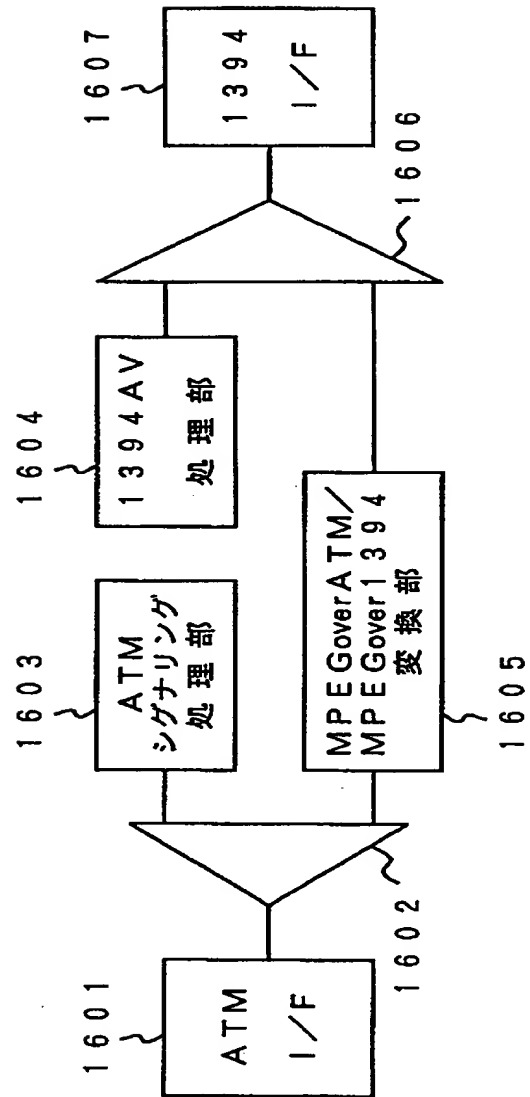 1601
ATM
I/F
1602
1603
ATM
シグナリング
処理部
1604
1394AV
処理部
MPEGoverATM/
MPEGover1394
変換部
1605
1606
1607
1394
I/F